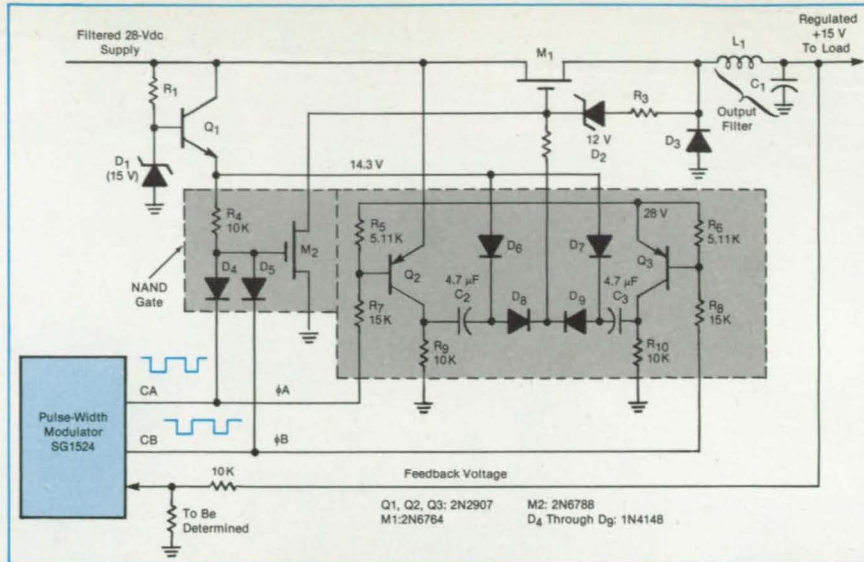 Filtered 28-Vdc
Supply
Regulated
+15 V
To Load
M1
L1
C1
Output
Filter
R1
Q1
D1
(15 V)
12 V
D2
R3
D3
14.3 V
R4
10K
M2
D4
D5
NAND
Gate
R5
5.11K
Q2
R7
15K
4.7 µF
C2
D6
D7
28 V
4.7 µF
C3
Q3
R6
5.11K
D8
D9
R9
10K
R10
10K
R8
15K
CA
ϕA
CB
ϕB
Pulse-Width
Modulator
SG1524
10K
Feedback Voltage
To Be
Determined
Q1, Q2, Q3: 2N2907
M2: 2N6788
M1:2N6764
D4 Through D9: 1N4148